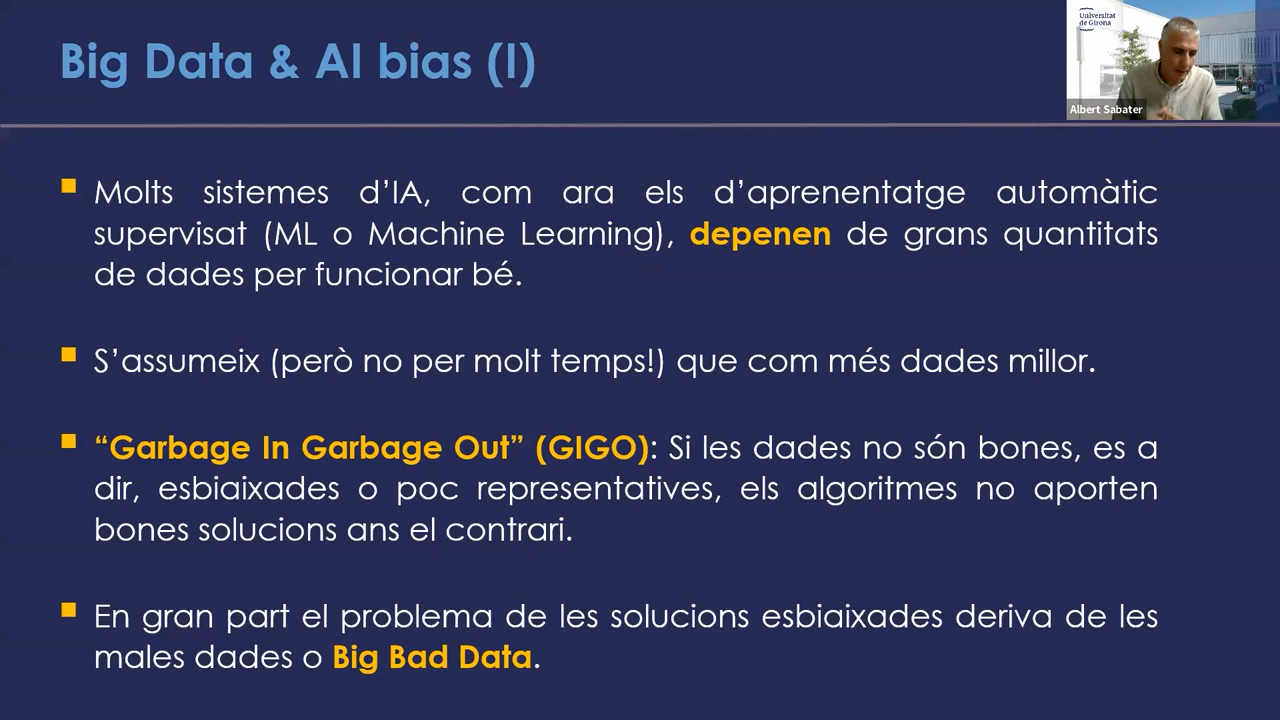 Big Data & AI bias (I)
Universitat
de Girona
Albert Sabater
Molts sistemes d’IA, com ara els d’aprenentatge automàtic
supervisat (ML o Machine Learning), depenen de grans quantitats
de dades per funcionar bé.
S’assumeix (però no per molt temps!) que com més dades millor.
“Garbage In Garbage Out” (GIGO): Si les dades no són bones, es a
dir, esbiaixades o poc representatives, els algoritmes no aporten
bones solucions ans el contrari.
En gran part el problema de les solucions esbiaixades deriva de les
males dades o Big Bad Data.